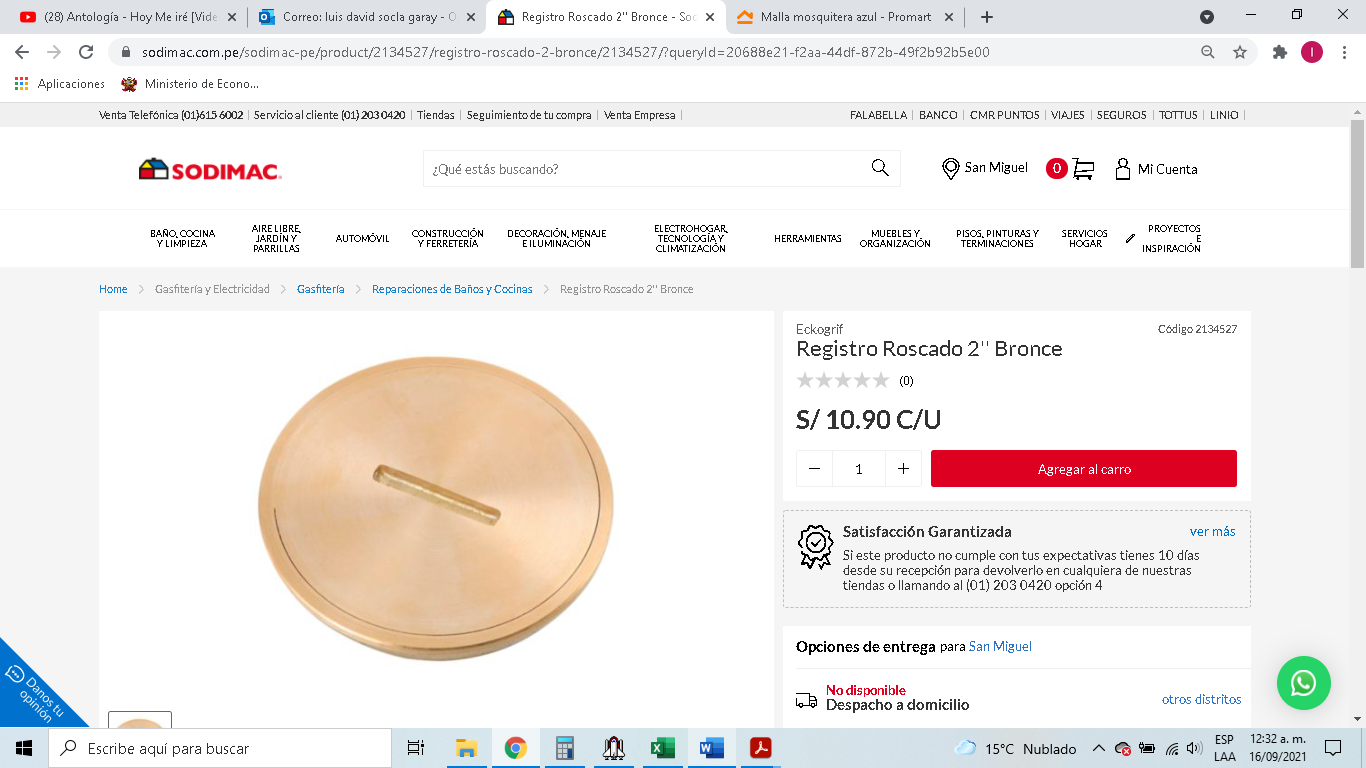 (28) Antología - Hoy Me iré [Vide
Correo: luis david socla garay - O
Registro Roscado 2'' Bronce - Soc
Malla mosquitera azul - Promart
sodimac.com.pe/sodimac-pe/product/2134527/registro-roscado-2-bronce/2134527/?queryId=20688e21-f2aa-44df-872b-49f2b92b5e00
I
Aplicaciones
Ministerio de Econo...
Venta Telefónica (01)615 6002 | Servicio al cliente (01) 203 0420 | Tiendas | Seguimiento de tu compra | Venta Empresa |
FALABELLA | BANCO | CMR PUNTOS | VIAJES | SEGUROS | TOTTUS | LINIO |
SODIMAC
¿Qué estás buscando?
San Miguel
0
Mi Cuenta
BAÑO, COCINA
Y LIMPIEZA
AIRE LIBRE,
JARDÍN Y
PARRILLAS
AUTOMÓVIL
CONSTRUCCIÓN
Y FERRETERÍA
DECORACIÓN, MENAJE
E ILUMINACIÓN
ELECTROHOGAR,
TECNOLOGÍA Y
CLIMATIZACIÓN
HERRAMIENTAS
MUEBLES Y
ORGANIZACIÓN
PISOS, PINTURAS Y
TERMINACIONES
SERVICIOS
HOGAR
PROYECTOS
E
INSPIRACIÓN
Home > Gasfitería y Electricidad > Gasfitería > Reparaciones de Baños y Cocinas > Registro Roscado 2'' Bronce
Eckogrif
Código 2134527
Registro Roscado 2'' Bronce
(0)
S/ 10.90 C/U
1
Agregar al carro
Satisfacción Garantizada
ver más
Si este producto no cumple con tus expectativas tienes 10 días
desde su recepción para devolverlo en cualquiera de nuestras
tiendas o llamando al (01) 203 0420 opción 4
Opciones de entrega para San Miguel
No disponible
Despacho a domicilio
otros distritos
Danos tu
opinión
Escribe aquí para buscar
15°C Nublado
ESP
LAA
12:32 a. m.
16/09/2021